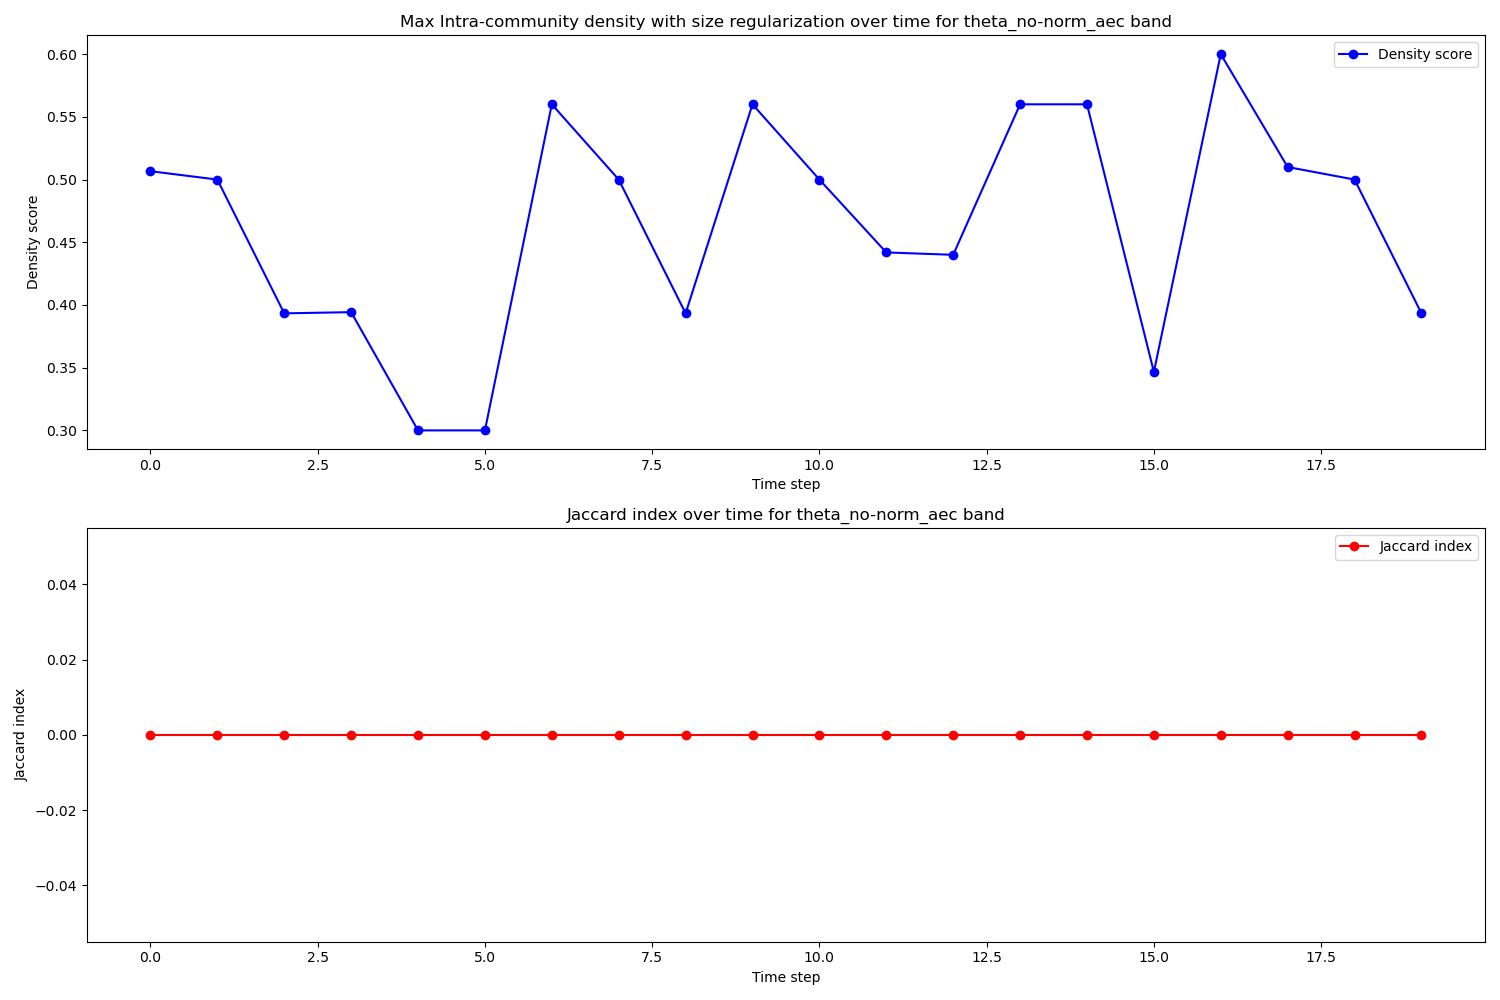 Max Intra-community density with size regularization over time for theta_no-norm_aec band
Density score
0.60
0.55
0.50
0.45
0.40
0.35
0.30
Density score
0.0 2.5 5.0 7.5 10.0 12.5 15.0 17.5
Time step
Jaccard index over time for theta_no-norm_aec band
Jaccard index
0.04
0.02
0.00
−0.02
−0.04
Jaccard index
0.0 2.5 5.0 7.5 10.0 12.5 15.0 17.5
Time step